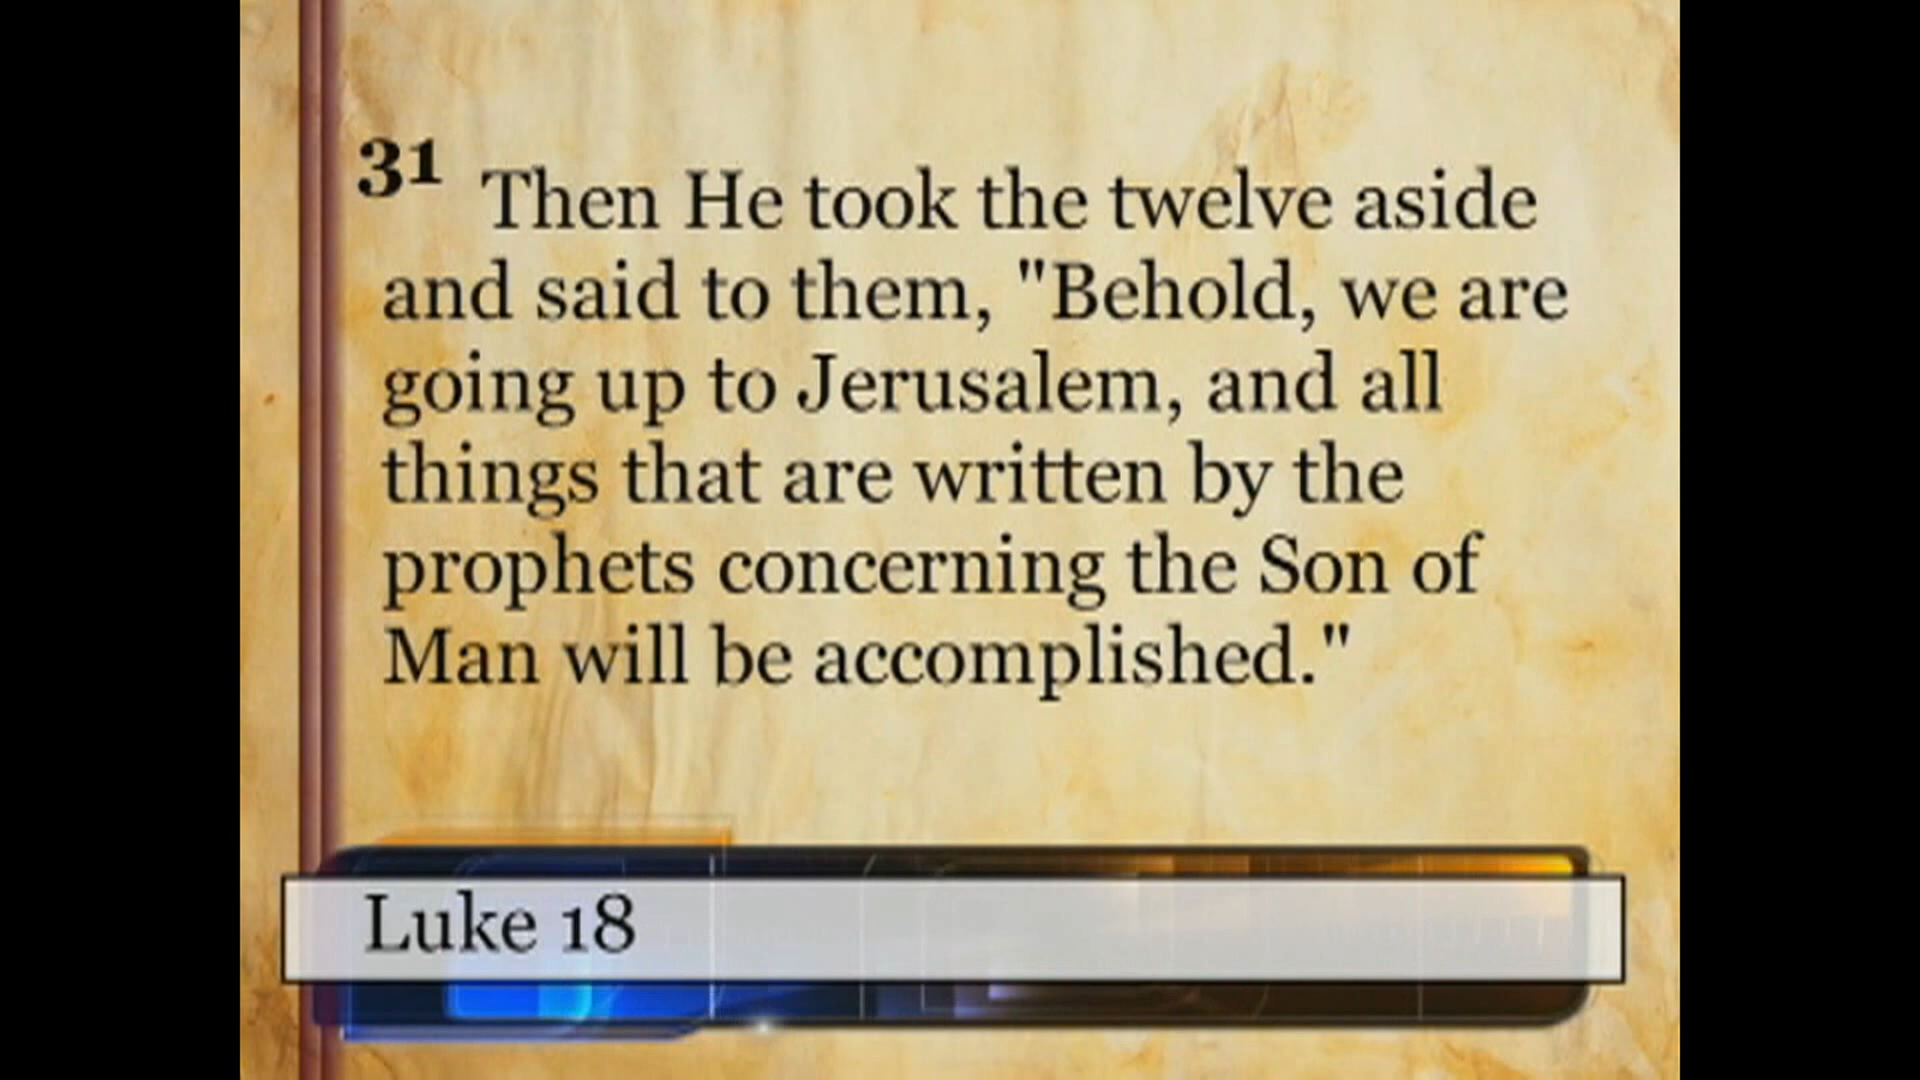 31 Then He took the twelve aside
and said to them, "Behold, we are
going up to Jerusalem, and all
things that are written by the
prophets concerning the Son of
Man will be accomplished."
Luke 18